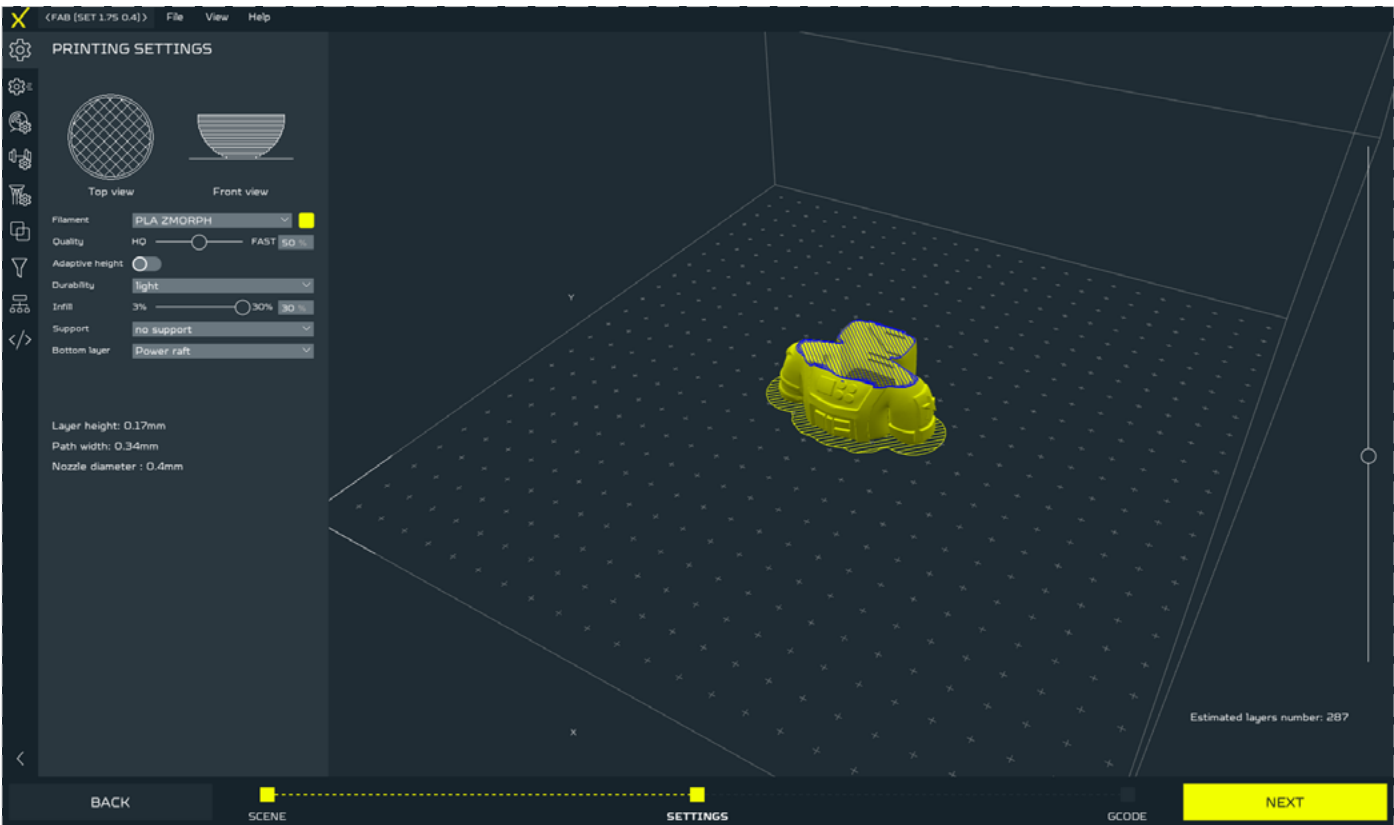 (FAB [SET 1.75 0.4]) File View Help
PRINTING SETTINGS
Top view Front view
Filament PLA ZMORPH
Quality HQ FAST 50 %
Adaptive height
Durability light
Infill 3% 30% 30 %
Support no support
Bottom layer Power raft
Layer height: 0.17mm
Path width: 0.34mm
Nozzle diameter : 0.4mm
Y
X
Estimated layers number: 287
BACK SCENE SETTINGS GCODE NEXT